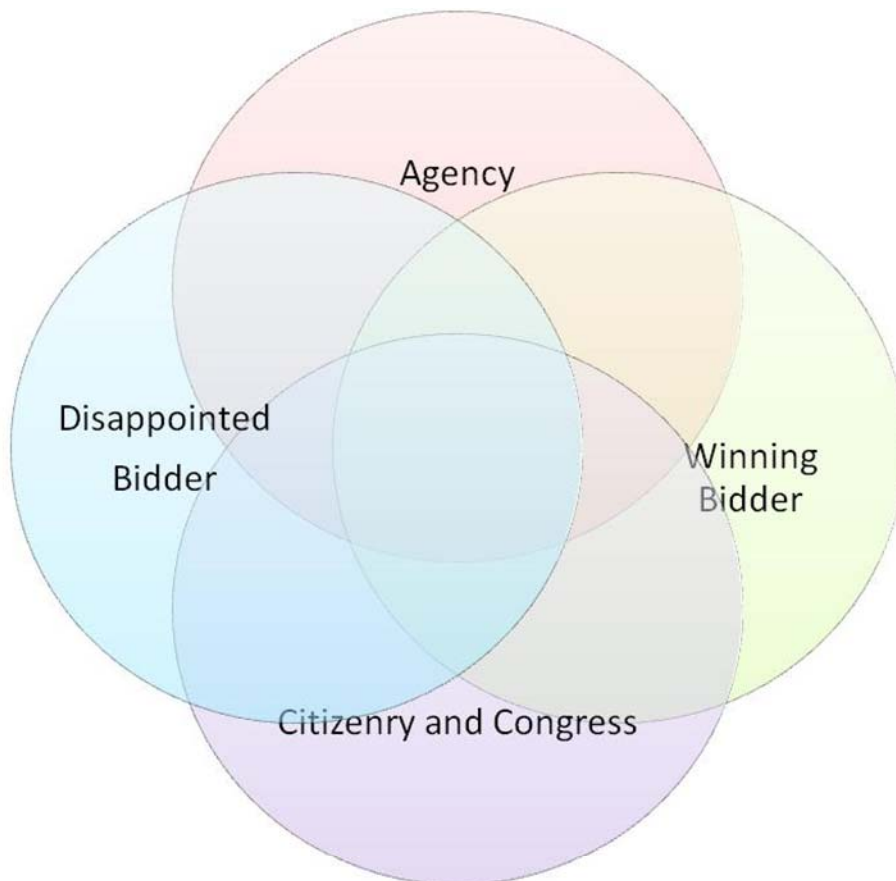 Agency
Disappointed
Bidder
Winning
Bidder
Citizenry and Congress